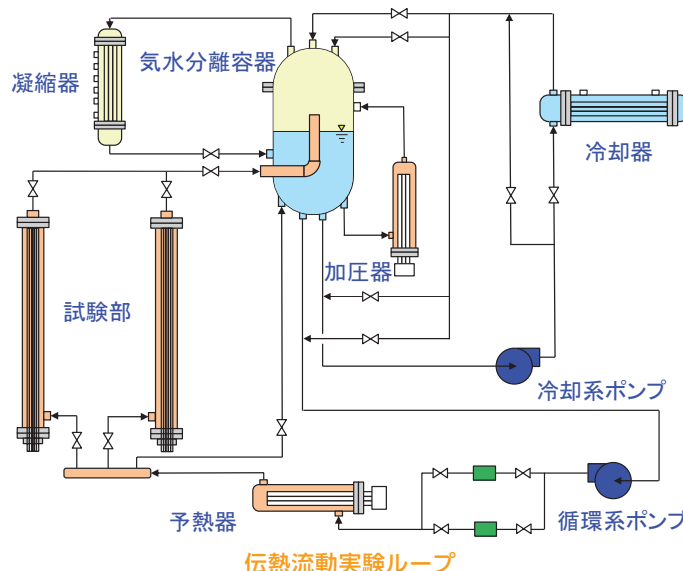 気水分離容器
凝縮器
冷却器
加圧器
試験部
冷却系ポンプ
予熱器
循環系ポンプ
伝熱流動実験ループ